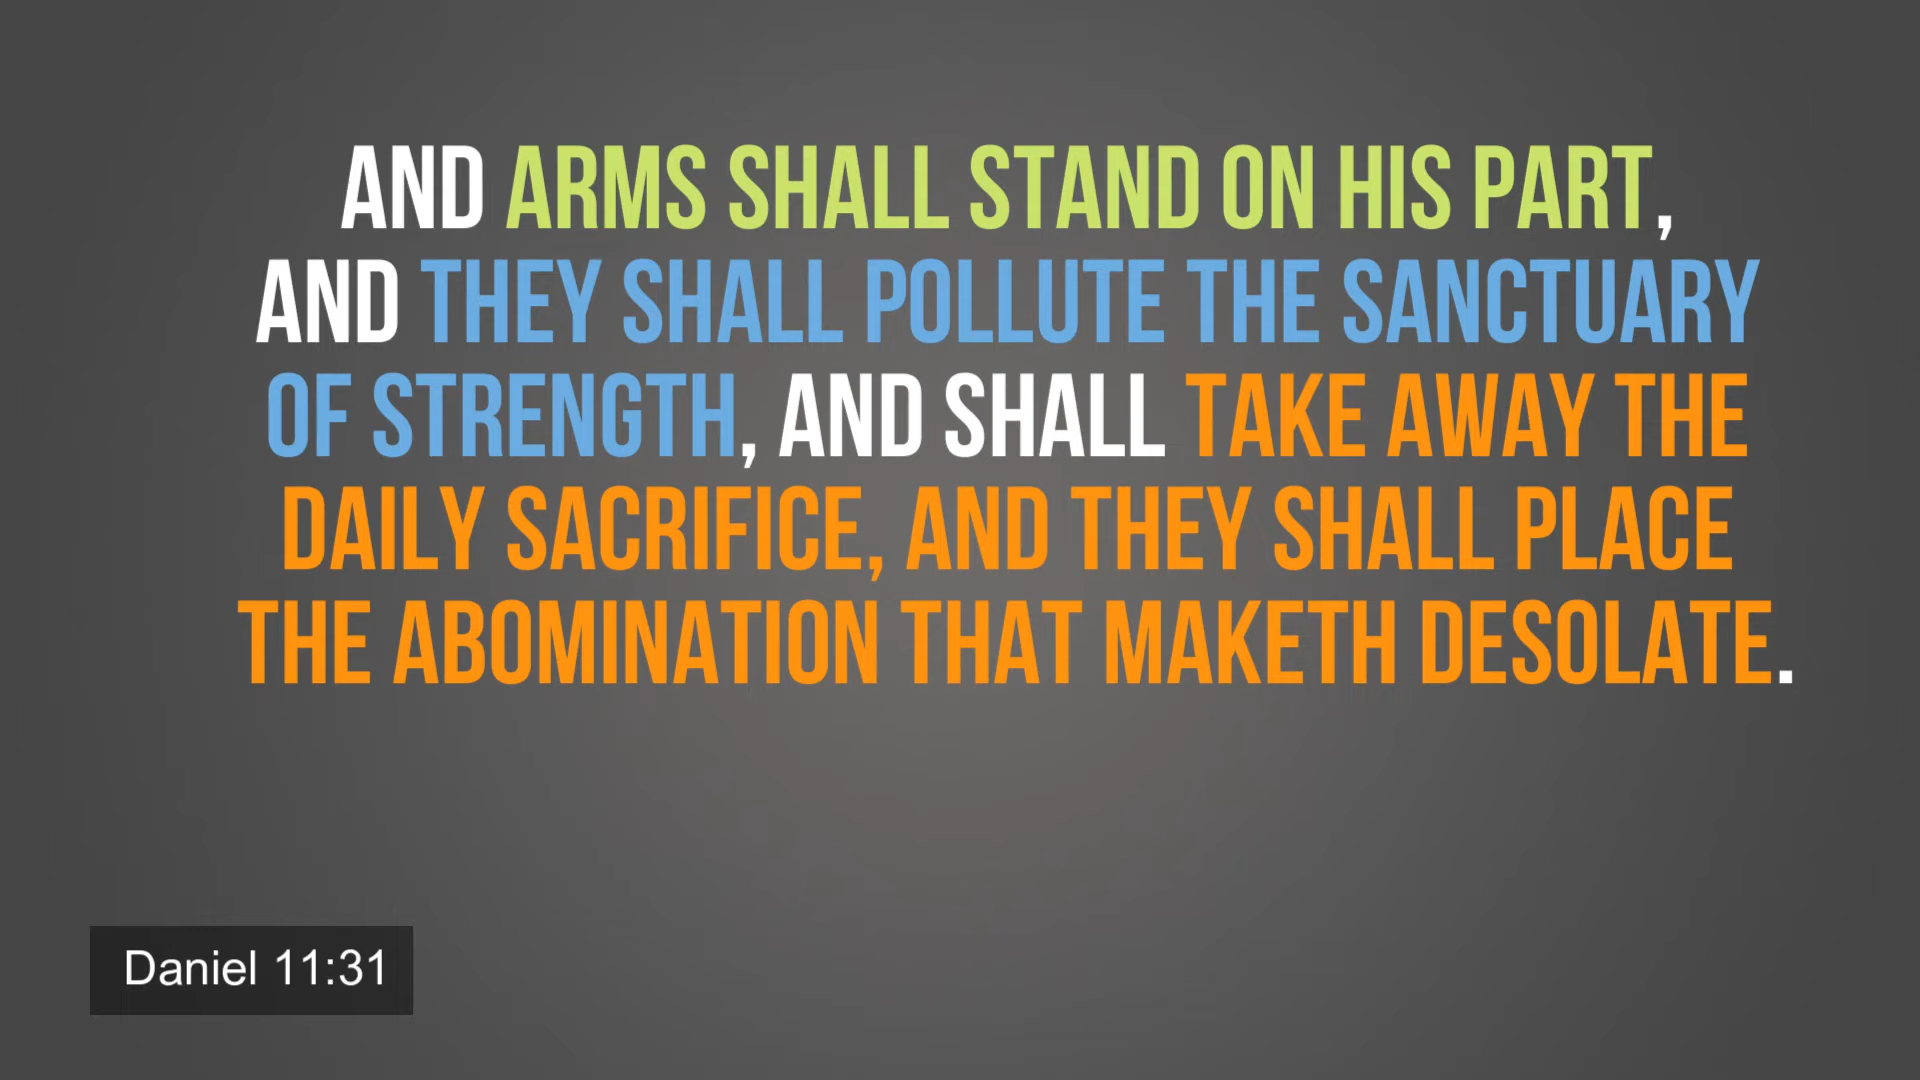 AND ARMS SHALL STAND ON HIS PART,
AND THEY SHALL POLLUTE THE SANCTUARY
OF STRENGTH, AND SHALL TAKE AWAY THE
DAILY SACRIFICE, AND THEY SHALL PLACE
THE ABOMINATION THAT MAKETH DESOLATE.
Daniel 11:31